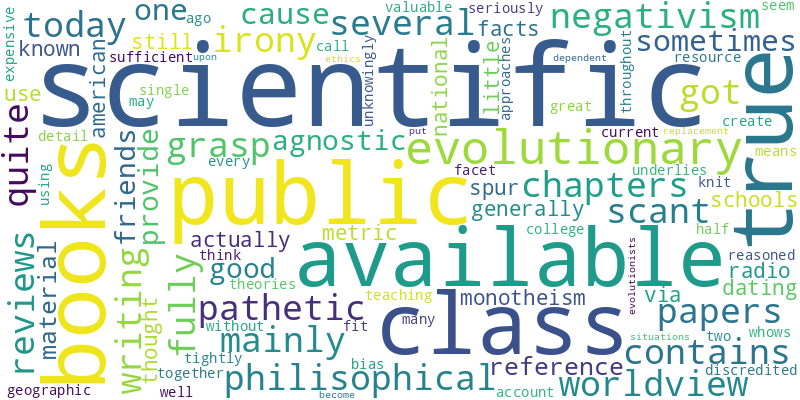 today one ago cause several negativism seriously valuable seem
expensive known still irony call facts sometimes
sufficient upon dependent
use scientific
american single ethics unknowingly national little approaches throughout resource
may great got create
detail put current replacement means
quite grasp agnostic evolutionary true
books friends provide every facet underlies
using public spur chapters knit schools
generally college scant half
reviews material actually metric available evolutionists reasoned
think good via radio
writing fully theories teaching monotheism dating
thought pathetic class papers
without fit many two whows
mainly reference situations contains
tightly bias discredited
together philisophical worldview
geographic well become account